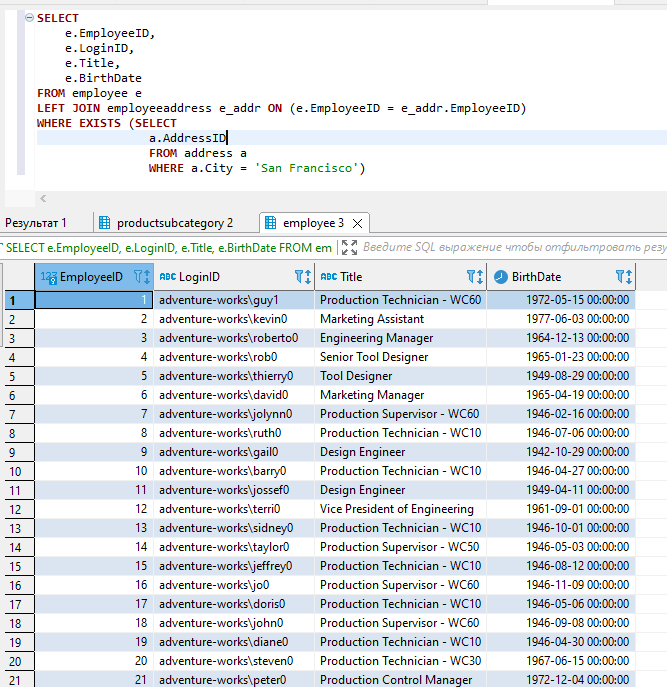 SELECT
e.EmployeeID,
e.LoginID,
e.Title,
e.BirthDate
FROM employee e
LEFT JOIN employeeaddress e_addr ON (e.EmployeeID = e_addr.EmployeeID)
WHERE EXISTS (SELECT
a.AddressID
FROM address a
WHERE a.City = 'San Francisco')
Результат 1 productsubcategory 2 employee 3
SELECT e.EmployeeID, e.LoginID, e.Title, e.BirthDate FROM em Введите SQL выражение чтобы отфильтровать резу
123 EmployeeID ABC LoginID ABC Title BirthDate
1 1 adventure-works\guy1 Production Technician - WC60 1972-05-15 00:00:00
2 2 adventure-works\kevin0 Marketing Assistant 1977-06-03 00:00:00
3 3 adventure-works\roberto0 Engineering Manager 1964-12-13 00:00:00
4 4 adventure-works\rob0 Senior Tool Designer 1965-01-23 00:00:00
5 5 adventure-works\thierry0 Tool Designer 1949-08-29 00:00:00
6 6 adventure-works\david0 Marketing Manager 1965-04-19 00:00:00
7 7 adventure-works\jolynn0 Production Supervisor - WC60 1946-02-16 00:00:00
8 8 adventure-works\ruth0 Production Technician - WC10 1946-07-06 00:00:00
9 9 adventure-works\gail0 Design Engineer 1942-10-29 00:00:00
10 10 adventure-works\barry0 Production Technician - WC10 1946-04-27 00:00:00
11 11 adventure-works\jossef0 Design Engineer 1949-04-11 00:00:00
12 12 adventure-works\terri0 Vice President of Engineering 1961-09-01 00:00:00
13 13 adventure-works\sidney0 Production Technician - WC10 1946-10-01 00:00:00
14 14 adventure-works\taylor0 Production Supervisor - WC50 1946-05-03 00:00:00
15 15 adventure-works\jeffrey0 Production Technician - WC10 1946-08-12 00:00:00
16 16 adventure-works\jo0 Production Supervisor - WC60 1946-11-09 00:00:00
17 17 adventure-works\doris0 Production Technician - WC10 1946-05-06 00:00:00
18 18 adventure-works\john0 Production Supervisor - WC60 1946-09-08 00:00:00
19 19 adventure-works\diane0 Production Technician - WC10 1946-04-30 00:00:00
20 20 adventure-works\steven0 Production Technician - WC30 1967-06-15 00:00:00
21 21 adventure-works\peter0 Production Control Manager 1972-12-04 00:00:00